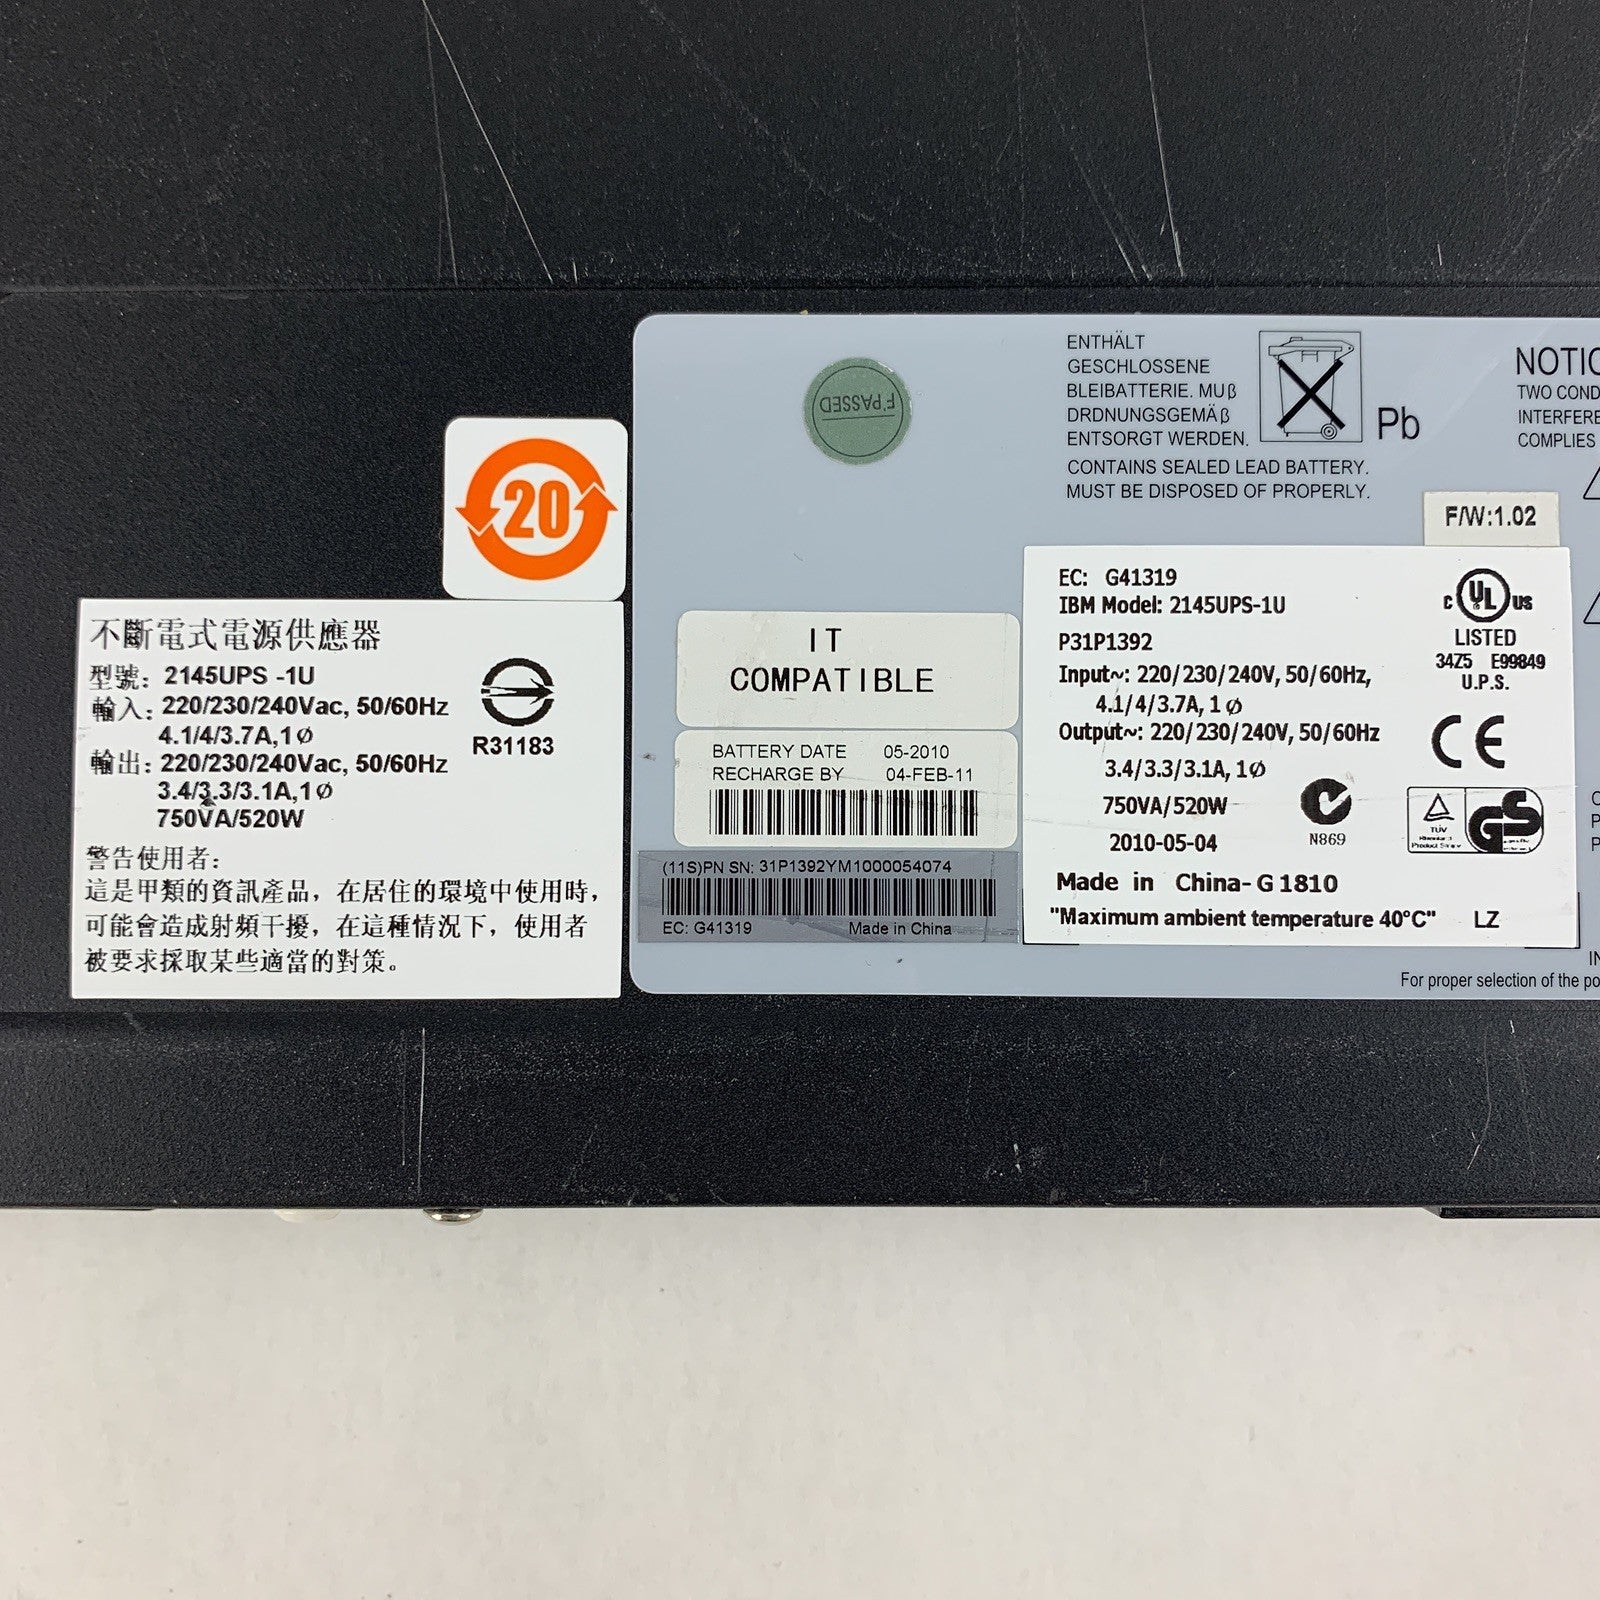 20
不斷電式電源供應器
型號：2145UPS -1U
輸入：220/230/240Vac, 50/60Hz
4.1/4/3.7A,1Ø
輸出：220/230/240Vac, 50/60Hz
3.4/3.3/3.1A,1Ø
750VA/520W
R31183
警告使用者：
這是甲類的資訊產品，在居住的環境中使用時，
可能會造成射頻干擾，在這種情況下，使用者
被要求採取某些適當的對策。
F'PASSED
ENTHÄLT
GESCHLOSSENE
BLEIBATTERIE. MUβ
DRDNUNGSGEMÄβ
ENTSORGT WERDEN.
Pb
CONTAINS SEALED LEAD BATTERY.
MUST BE DISPOSED OF PROPERLY.
NOTIC
TWO COND
INTERFERE
COMPLIES
F/W:1.02
IT
COMPATIBLE
BATTERY DATE 05-2010
RECHARGE BY 04-FEB-11
(11S)PN SN: 31P1392YM1000054074
EC: G41319 Made in China
EC: G41319
IBM Model: 2145UPS-1U
P31P1392
Input~: 220/230/240V, 50/60Hz,
4.1/4/3.7A, 1Ø
Output~: 220/230/240V, 50/60Hz
3.4/3.3/3.1A, 1Ø
750VA/520W
2010-05-04
Made in China-G1810
"Maximum ambient temperature 40°C" LZ
C UL US
LISTED
34Z5 E99849
U.P.S.
CE
N869
TÜV
Product Safety
GS
For proper selection of the po